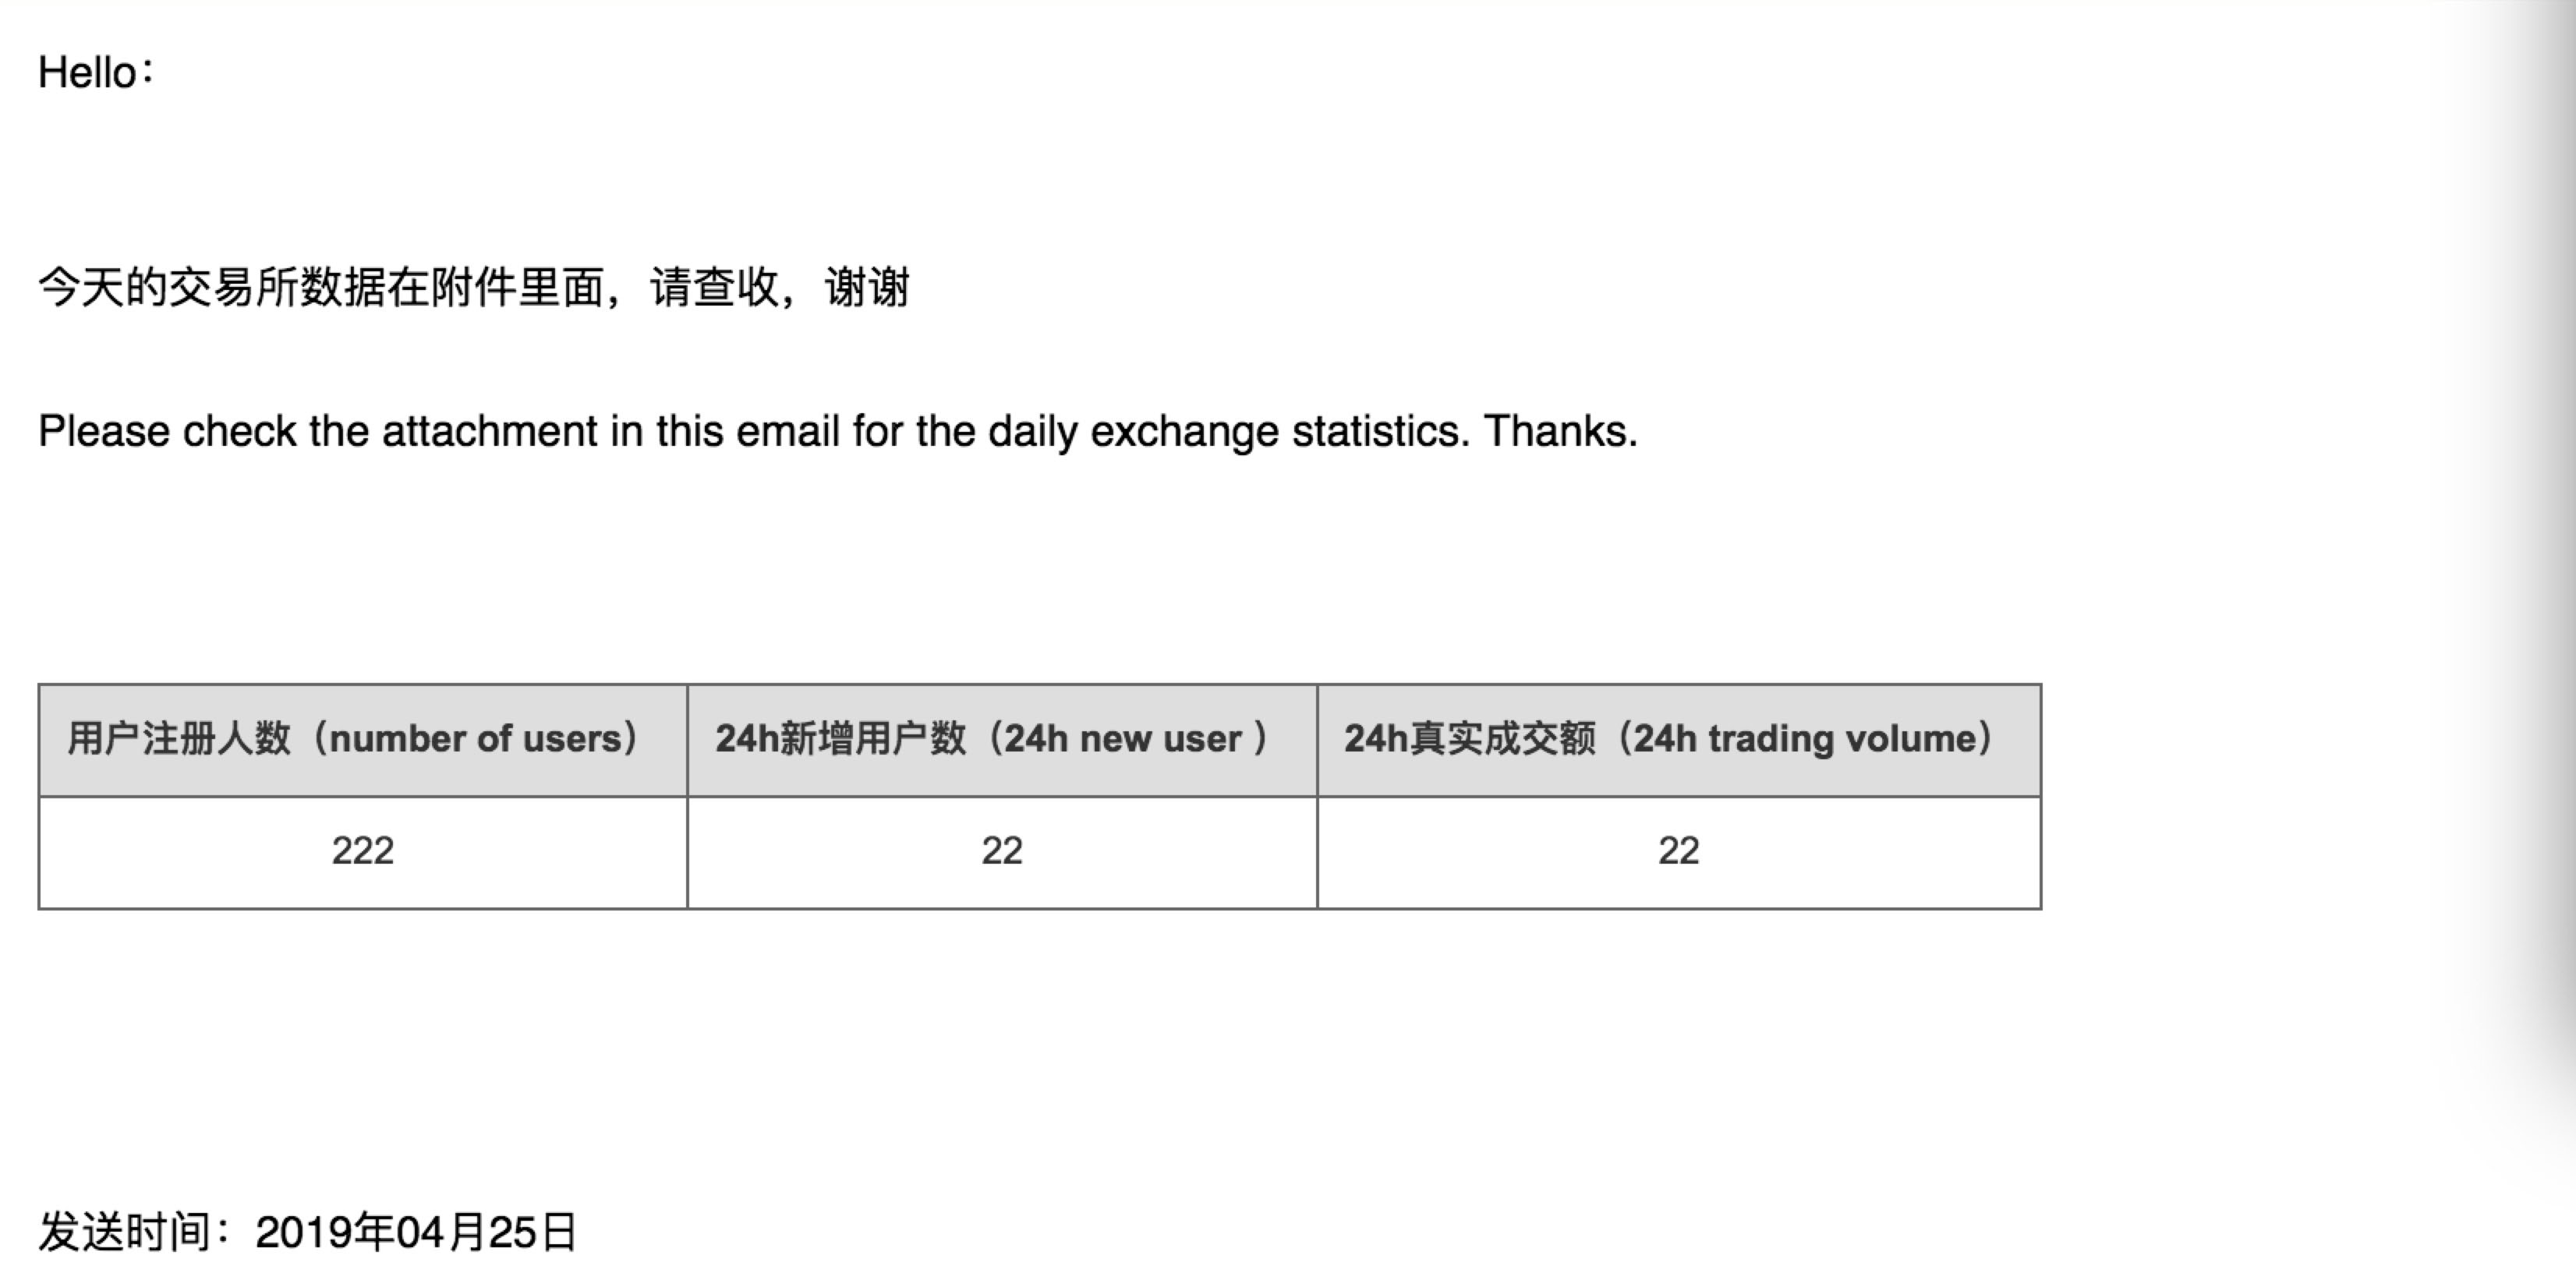 Hello：
今天的交易所数据在附件里面，请查收，谢谢
Please check the attachment in this email for the daily exchange statistics. Thanks.
用户注册人数（number of users） 24h新增用户数（24h new user ） 24h真实成交额（24h trading volume）
222 22 22
发送时间：2019年04月25日